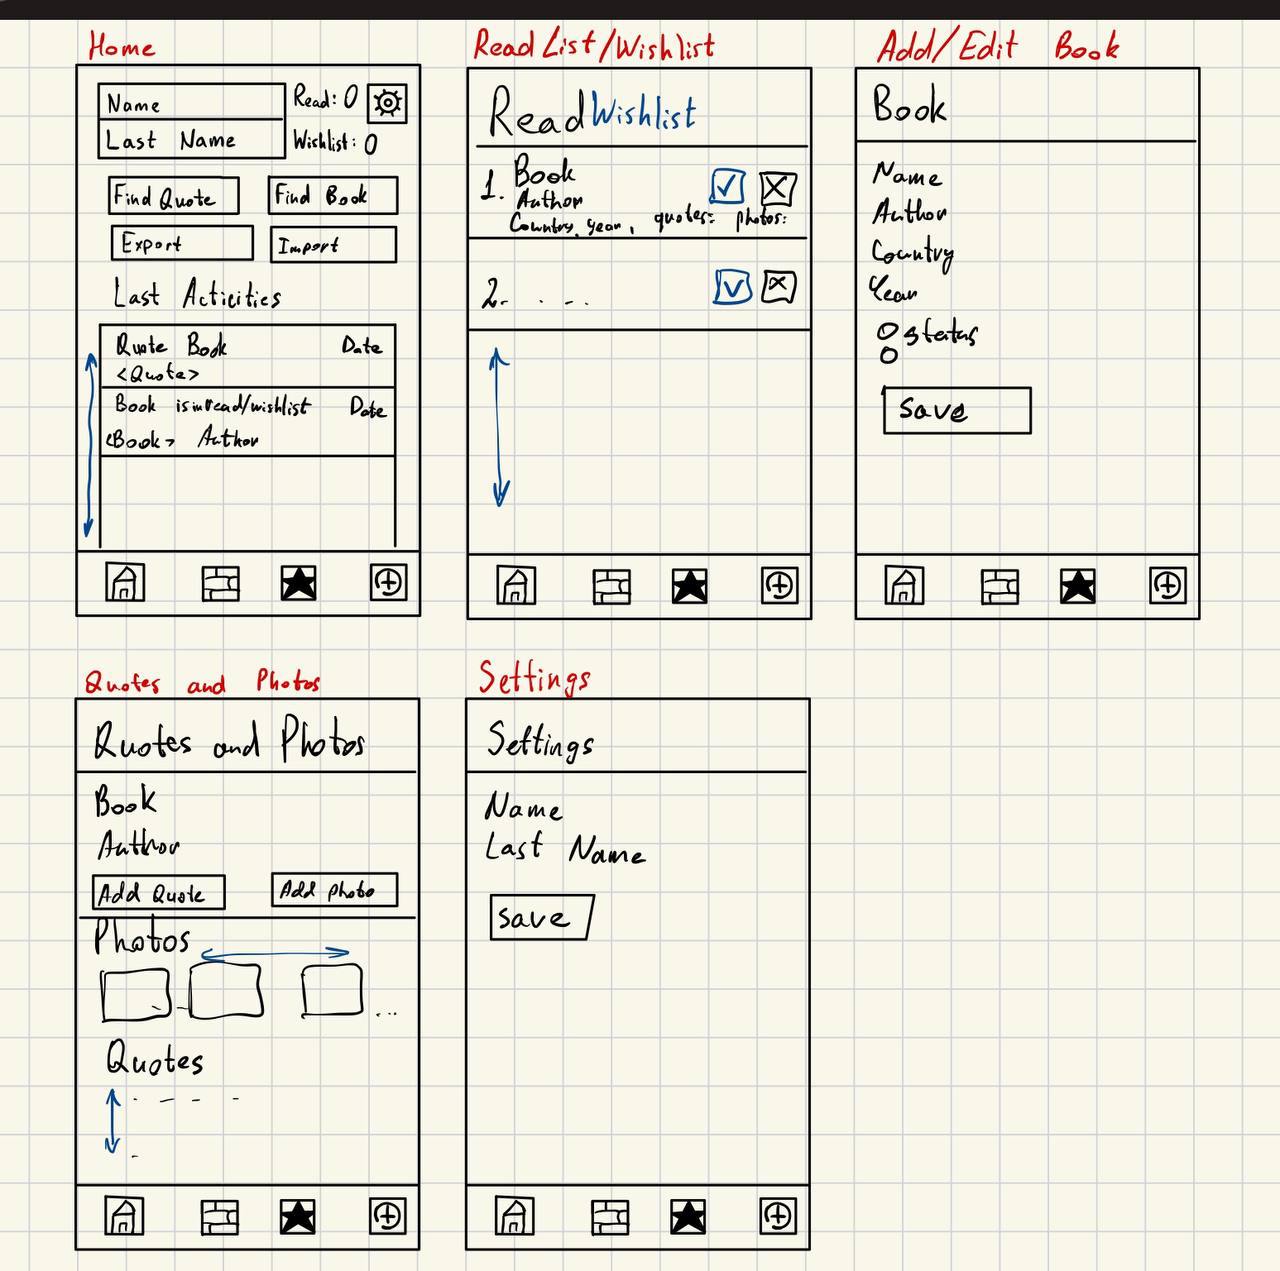 Home
Name
Last Name
Read: 0
Wishlist: 0
Find Quote
Find Book
Export
Import
Last Acticities
Quote Book Date
<Quote>
Book is in read/wishlist Date
<Book> Author
Read List/Wishlist
Read Wishlist
1. Book
Author
Country, year, quotes: photos:
2. . . . .
Add/Edit Book
Book
Name
Author
Country
Year
status
save
Quotes and Photos
Quotes and Photos
Book
Author
Add Quote
Add photo
Photos
...
Quotes
Settings
Settings
Name
Last Name
save